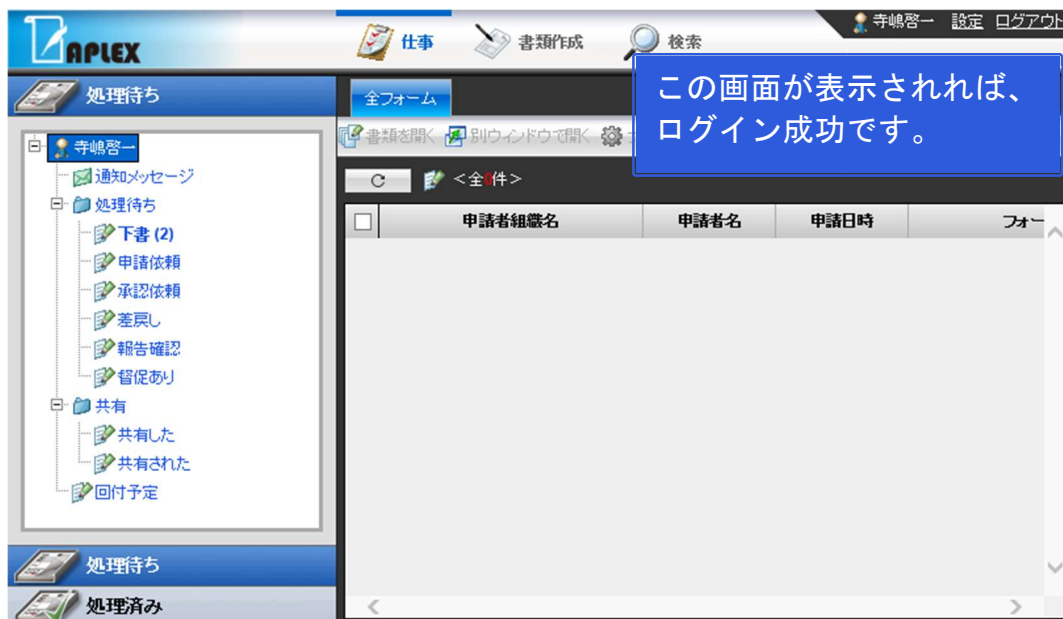 APLEX
仕事
書類作成
検索
寺嶋啓一 設定 ログアウト
この画面が表示されれば、
ログイン成功です。
処理待ち
寺嶋啓一
通知メッセージ
処理待ち
下書 (2)
申請依頼
承認依頼
差戻し
報告確認
督促あり
共有
共有した
共有された
回付予定
処理待ち
処理済み
全フォーム
書類を開く 別ウィンドウで開く
<全0件>
申請者組織名 申請者名 申請日時 フォー